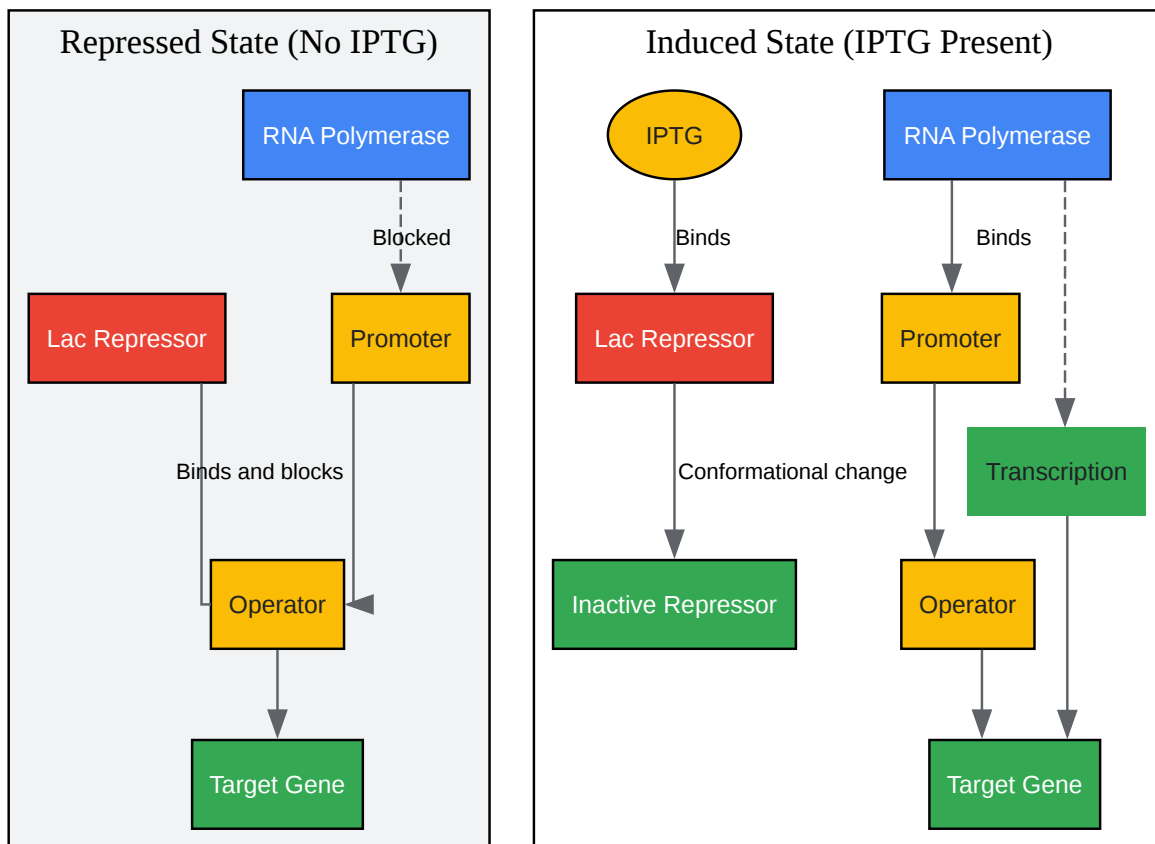 Repressed State (No IPTG)
RNA Polymerase
Blocked
Lac Repressor
Promoter
Binds and blocks
Operator
Target Gene
Induced State (IPTG Present)
IPTG
RNA Polymerase
Binds
Binds
Lac Repressor
Promoter
Conformational change
Transcription
Inactive Repressor
Operator
Target Gene